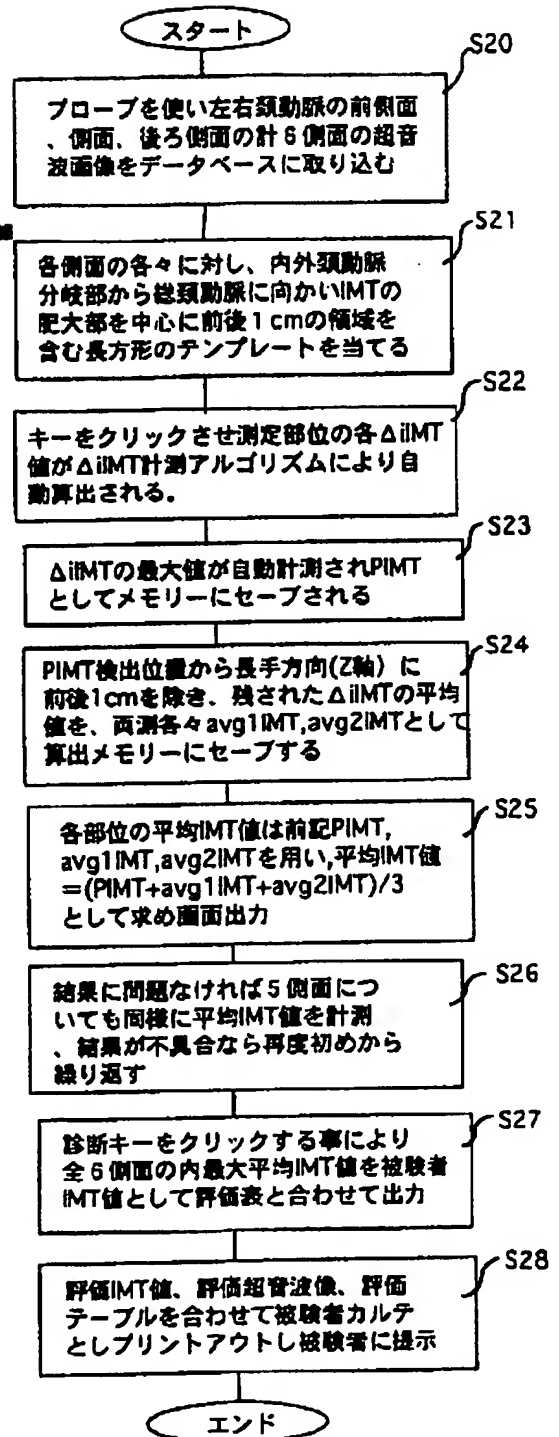 スタート
S20
プローブを使い左右頚動脈の前側面
、側面、後ろ側面の計6側面の超音
波画像をデータベースに取り込む
S21
各側面の各々に対し、内外頚動脈
分岐部から総頚動脈に向かいIMTの
肥大部を中心に前後1cmの領域を
含む長方形のテンプレートを当てる
S22
キーをクリックさせ測定部位の各ΔiIMT
値がΔiIMT計測アルゴリズムにより自
動算出される。
S23
ΔiIMTの最大値が自動計測されPIMT
としてメモリーにセーブされる
S24
PIMT検出位置から長手方向(Z軸)に
前後1cmを除き、残されたΔiIMTの平均
値を、両測各々avg1IMT,avg2IMTとして
算出メモリーにセーブする
S25
各部位の平均IMT値は前記PIMT,
avg1IMT,avg2IMTを用い,平均IMT値
=(PIMT+avg1IMT+avg2IMT)/3
として求め画面出力
S26
結果に問題なければ5側面につ
いても同様に平均IMT値を計測
、結果が不具合なら再度初めから
繰り返す
S27
診断キーをクリックする事により
全6側面の内最大平均IMT値を被験者
IMT値として評価表と合わせて出力
S28
評価IMT値、評価超音波像、評価
テーブルを合わせて被験者カルテ
としプリントアウトし被験者に提示
エンド